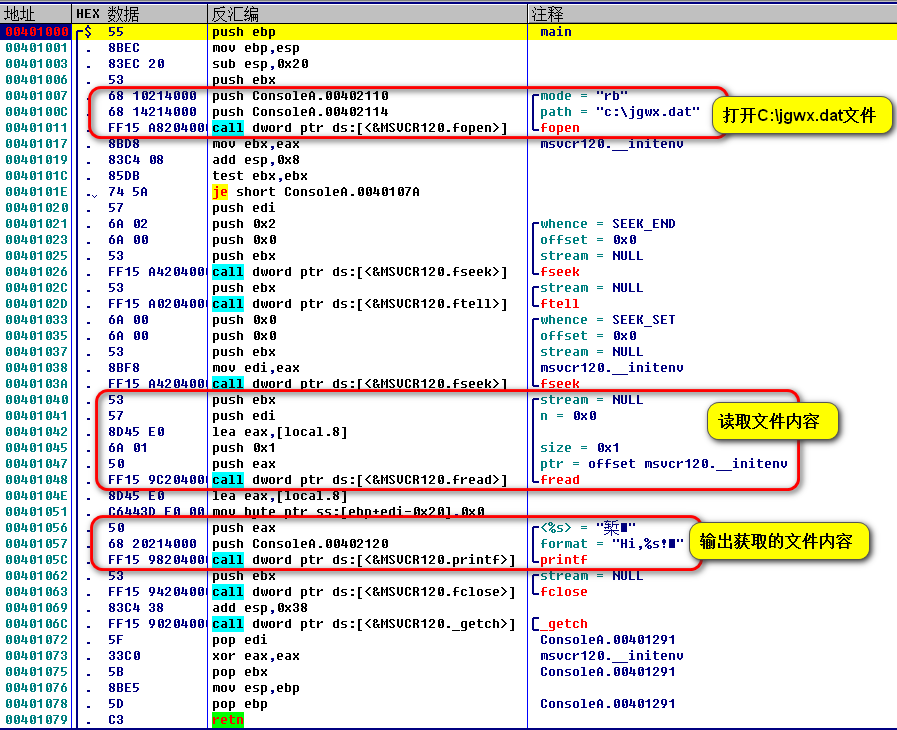 地址 HEX 数据 反汇编 注释
00401000 $ 55 push ebp main
00401001 . 8BEC mov ebp,esp
00401003 . 83EC 20 sub esp,0x20
00401006 . 53 push ebx
00401007 . 68 10214000 push ConsoleA.00402110 mode = "rb"
0040100C . 68 14214000 push ConsoleA.00402114 path = "c:\jgwx.dat"
打开C:\jgwx.dat文件
00401011 . FF15 A8204000 call dword ptr ds:[<&MSVCR120.fopen>] fopen
00401017 . 8BD8 mov ebx,eax msvcr120.__initenv
00401019 . 83C4 08 add esp,0x8
0040101C . 85DB test ebx,ebx
0040101E . 74 5A je short ConsoleA.0040107A
00401020 . 57 push edi
00401021 . 6A 02 push 0x2 whence = SEEK_END
00401023 . 6A 00 push 0x0 offset = 0x0
00401025 . 53 push ebx stream = NULL
00401026 . FF15 A4204000 call dword ptr ds:[<&MSVCR120.fseek>] fseek
0040102C . 53 push ebx stream = NULL
0040102D . FF15 A0204000 call dword ptr ds:[<&MSVCR120.ftell>] ftell
00401033 . 6A 00 push 0x0 whence = SEEK_SET
00401035 . 6A 00 push 0x0 offset = 0x0
00401037 . 53 push ebx stream = NULL
00401038 . 8BF8 mov edi,eax msvcr120.__initenv
0040103A . FF15 A4204000 call dword ptr ds:[<&MSVCR120.fseek>] fseek
00401040 . 53 push ebx stream = NULL
00401041 . 57 push edi n = 0x0
读取文件内容
00401042 . 8D45 E0 lea eax,[local.8]
00401045 . 6A 01 push 0x1 size = 0x1
00401047 . 50 push eax ptr = offset msvcr120.__initenv
00401048 . FF15 9C204000 call dword ptr ds:[<&MSVCR120.fread>] fread
0040104E . 8D45 E0 lea eax,[local.8]
00401051 . C6443D E0 00 mov byte ptr ss:[ebp+edi-0x20],0x0
00401056 . 50 push eax <%s> = "
00401057 . 68 20214000 push ConsoleA.00402120 format = "Hi,%s!■"
输出获取的文件内容
0040105C . FF15 98204000 call dword ptr ds:[<&MSVCR120.printf>] printf
00401062 . 53 push ebx stream = NULL
00401063 . FF15 94204000 call dword ptr ds:[<&MSVCR120.fclose>] fclose
00401069 . 83C4 38 add esp,0x38
0040106C . FF15 90204000 call dword ptr ds:[<&MSVCR120._getch>] _getch
00401072 . 5F pop edi ConsoleA.00401291
00401073 . 33C0 xor eax,eax msvcr120.__initenv
00401075 . 5B pop ebx ConsoleA.00401291
00401076 . 8BE5 mov esp,ebp
00401078 . 5D pop ebp ConsoleA.00401291
00401079 . C3 retn